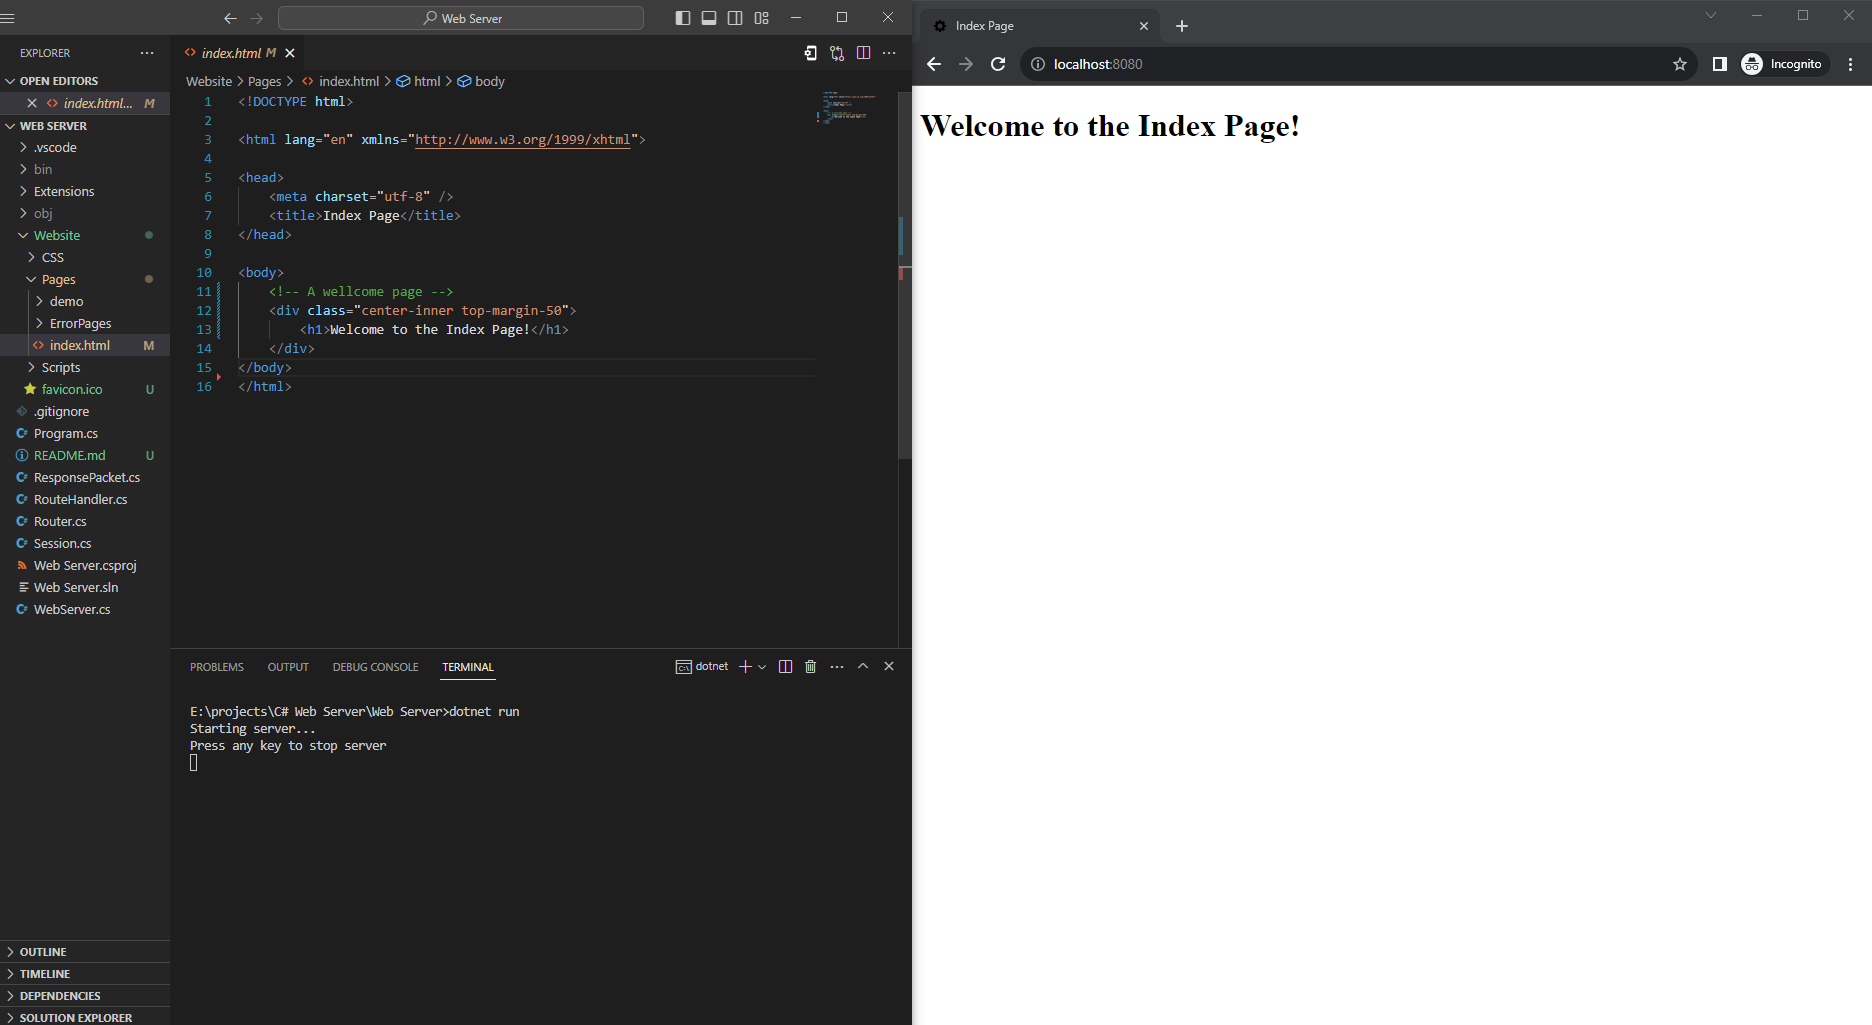 Web Server
EXPLORER
OPEN EDITORS
index.html... M
WEB SERVER
.vscode
bin
Extensions
obj
Website
CSS
Pages
demo
ErrorPages
index.html M
Scripts
favicon.ico U
.gitignore
Program.cs
README.md U
ResponsePacket.cs
RouteHandler.cs
Router.cs
Session.cs
Web Server.csproj
Web Server.sln
WebServer.cs
OUTLINE
TIMELINE
DEPENDENCIES
SOLUTION EXPLORER
index.html M
Website > Pages > index.html > html > body
1 <!DOCTYPE html>
2
3 <html lang="en" xmlns="http://www.w3.org/1999/xhtml">
4
5 <head>
6 <meta charset="utf-8" />
7 <title>Index Page</title>
8 </head>
9
10 <body>
11 <!-- A wellcome page -->
12 <div class="center-inner top-margin-50">
13 <h1>Welcome to the Index Page!</h1>
14 </div>
15 </body>
16 </html>
PROBLEMS OUTPUT DEBUG CONSOLE TERMINAL dotnet
E:\projects\C# Web Server\Web Server>dotnet run
Starting server...
Press any key to stop server
Index Page
localhost:8080 Incognito
Welcome to the Index Page!